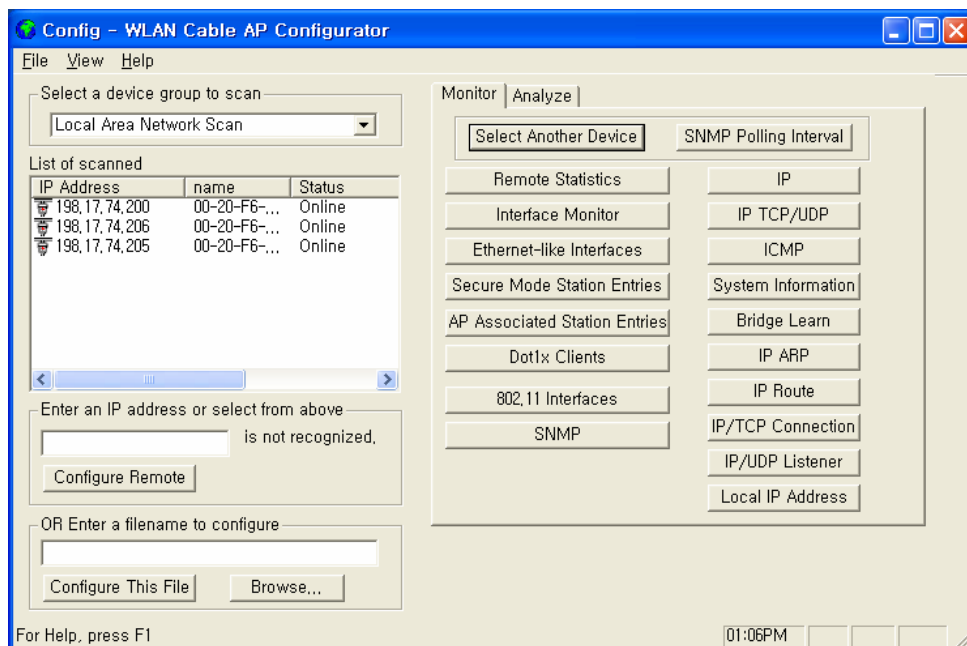 Config - WLAN Cable AP Configurator
File View Help
Select a device group to scan
Local Area Network Scan
List of scanned
IP Address name Status
198,17,74,200 00-20-F6-... Online
198,17,74,206 00-20-F6-... Online
198,17,74,205 00-20-F6-... Online
Enter an IP address or select from above
is not recognized,
Configure Remote
OR Enter a filename to configure
Configure This File Browse...
Monitor Analyze
Select Another Device SNMP Polling Interval
Remote Statistics IP
Interface Monitor IP TCP/UDP
Ethernet-like Interfaces ICMP
Secure Mode Station Entries System Information
AP Associated Station Entries Bridge Learn
Dot1x Clients IP ARP
802,11 Interfaces IP Route
SNMP IP/TCP Connection
IP/UDP Listener
Local IP Address
For Help, press F1 01:06PM